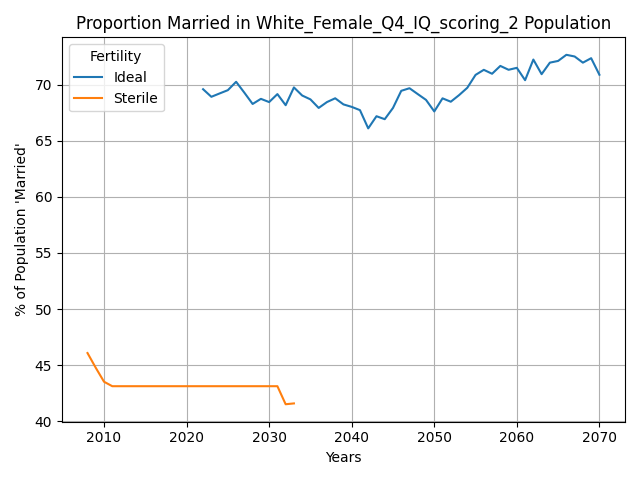 Proportion Married in White_Female_Q4_IQ_scoring_2 Population
Fertility
Ideal
Sterile
% of Population 'Married'
70
65
60
55
50
45
40
2010
2020
2030
2040
2050
2060
2070
Years